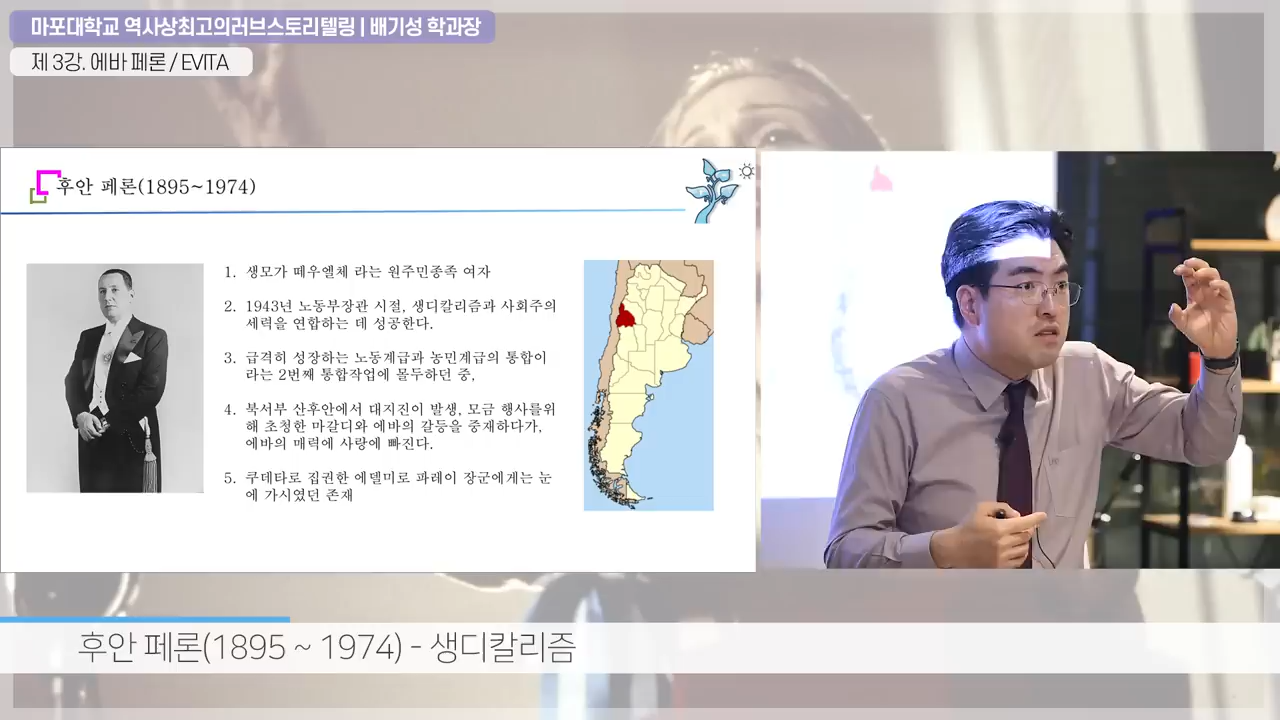 마포대학교 역사상최고의러브스토리텔링 | 배기성 학과장
제 3강. 에바 페론 / EVITA
후안 페론(1895~1974)
1. 생모가 떼우엘체 라는 원주민종족 여자
2. 1943년 노동부장관 시절, 생디칼리즘과 사회주의
세력을 연합하는 데 성공한다.
3. 급격히 성장하는 노동계급과 농민계급의 통합이
라는 2번째 통합작업에 몰두하던 중,
4. 북서부 산후안에서 대지진이 발생, 모금 행사를위
해 초청한 마갈디와 에바의 갈등을 중재하다가,
에바의 매력에 사랑에 빠진다.
5. 쿠데타로 집권한 에델미로 파레이 장군에게는 눈
에 가시였던 존재
후안 페론(1895 ~ 1974) - 생디칼리즘